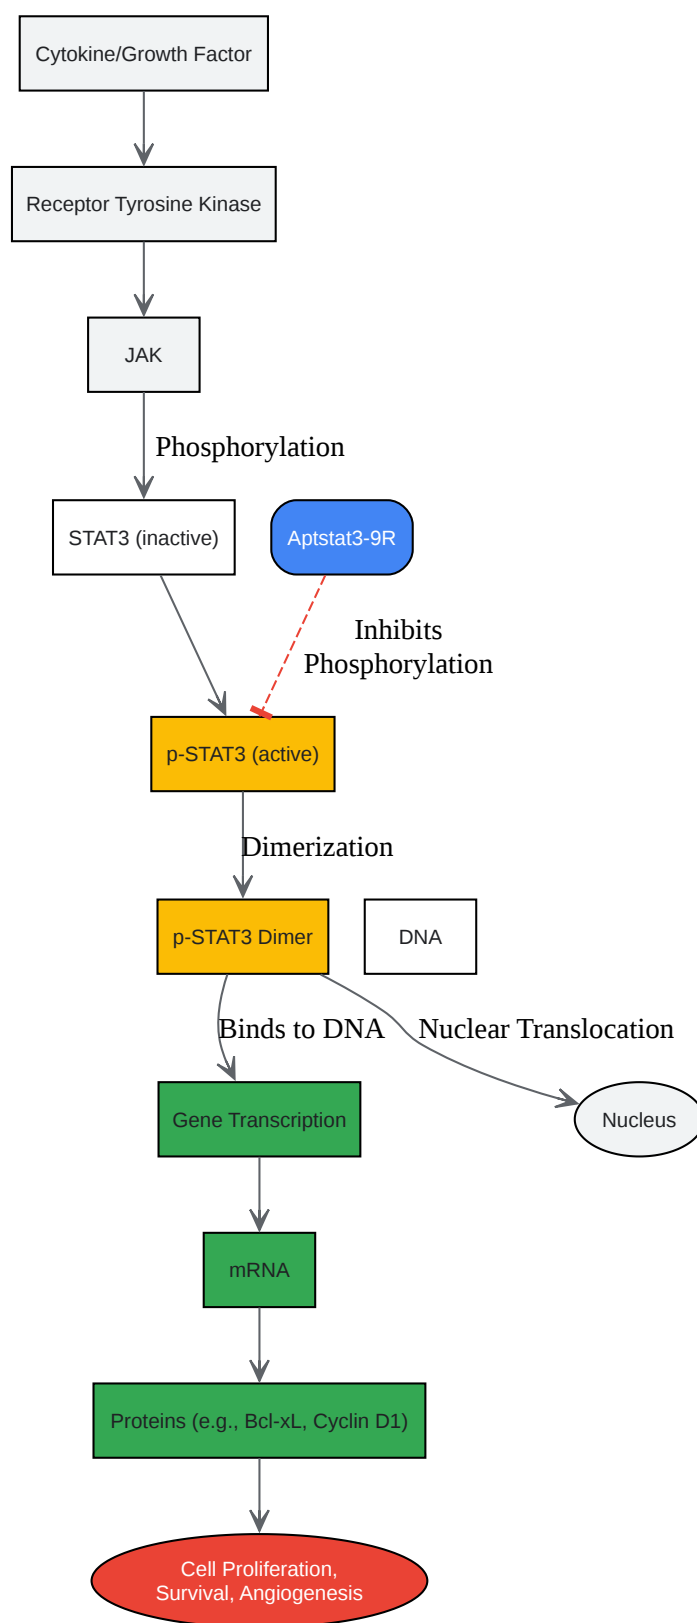 Cytokine/Growth Factor
Receptor Tyrosine Kinase
JAK
Phosphorylation
STAT3 (inactive)
Aptstat3-9R
Inhibits
Phosphorylation
p-STAT3 (active)
Dimerization
p-STAT3 Dimer
DNA
Binds to DNA
Nuclear Translocation
Gene Transcription
Nucleus
mRNA
Proteins (e.g., Bcl-xL, Cyclin D1)
Cell Proliferation,
Survival, Angiogenesis